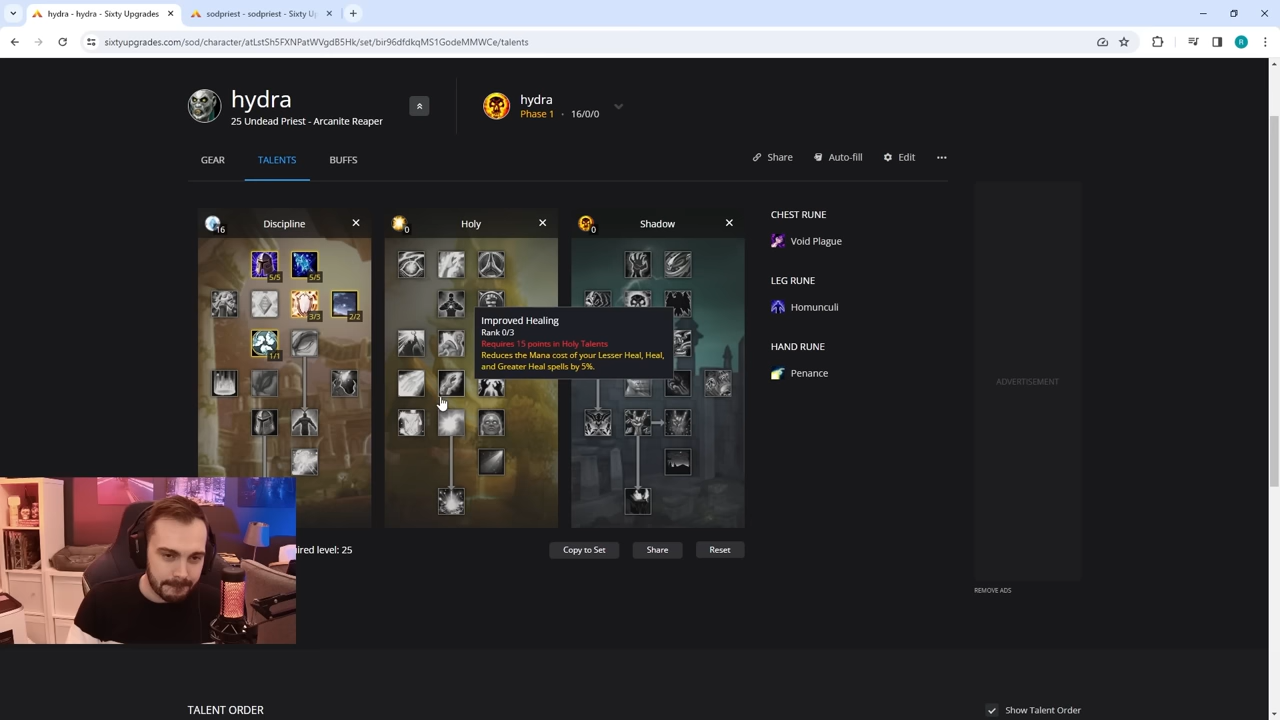 hydra - hydra - Sixty Upgrades
sodpriest - sodpriest - Sixty Up
sixtyupgrades.com/sod/character/atLstSh5FXNPatWVgdB5Hk/set/bir96dfdkqMS1GodeMMWCe/talents
R
hydra
25 Undead Priest - Arcanite Reaper
hydra
Phase 1 · 16/0/0
GEAR
TALENTS
BUFFS
Share
Auto-fill
Edit
16
Discipline
0
Holy
0
Shadow
5/5
5/5
3/3
2/2
1/1
Improved Healing
Rank 0/3
Requires 15 points in Holy Talents
Reduces the Mana cost of your Lesser Heal, Heal,
and Greater Heal spells by 5%.
CHEST RUNE
Void Plague
LEG RUNE
Homunculi
HAND RUNE
Penance
ADVERTISEMENT
REMOVE ADS
ired level: 25
Copy to Set
Share
Reset
TALENT ORDER
Show Talent Order